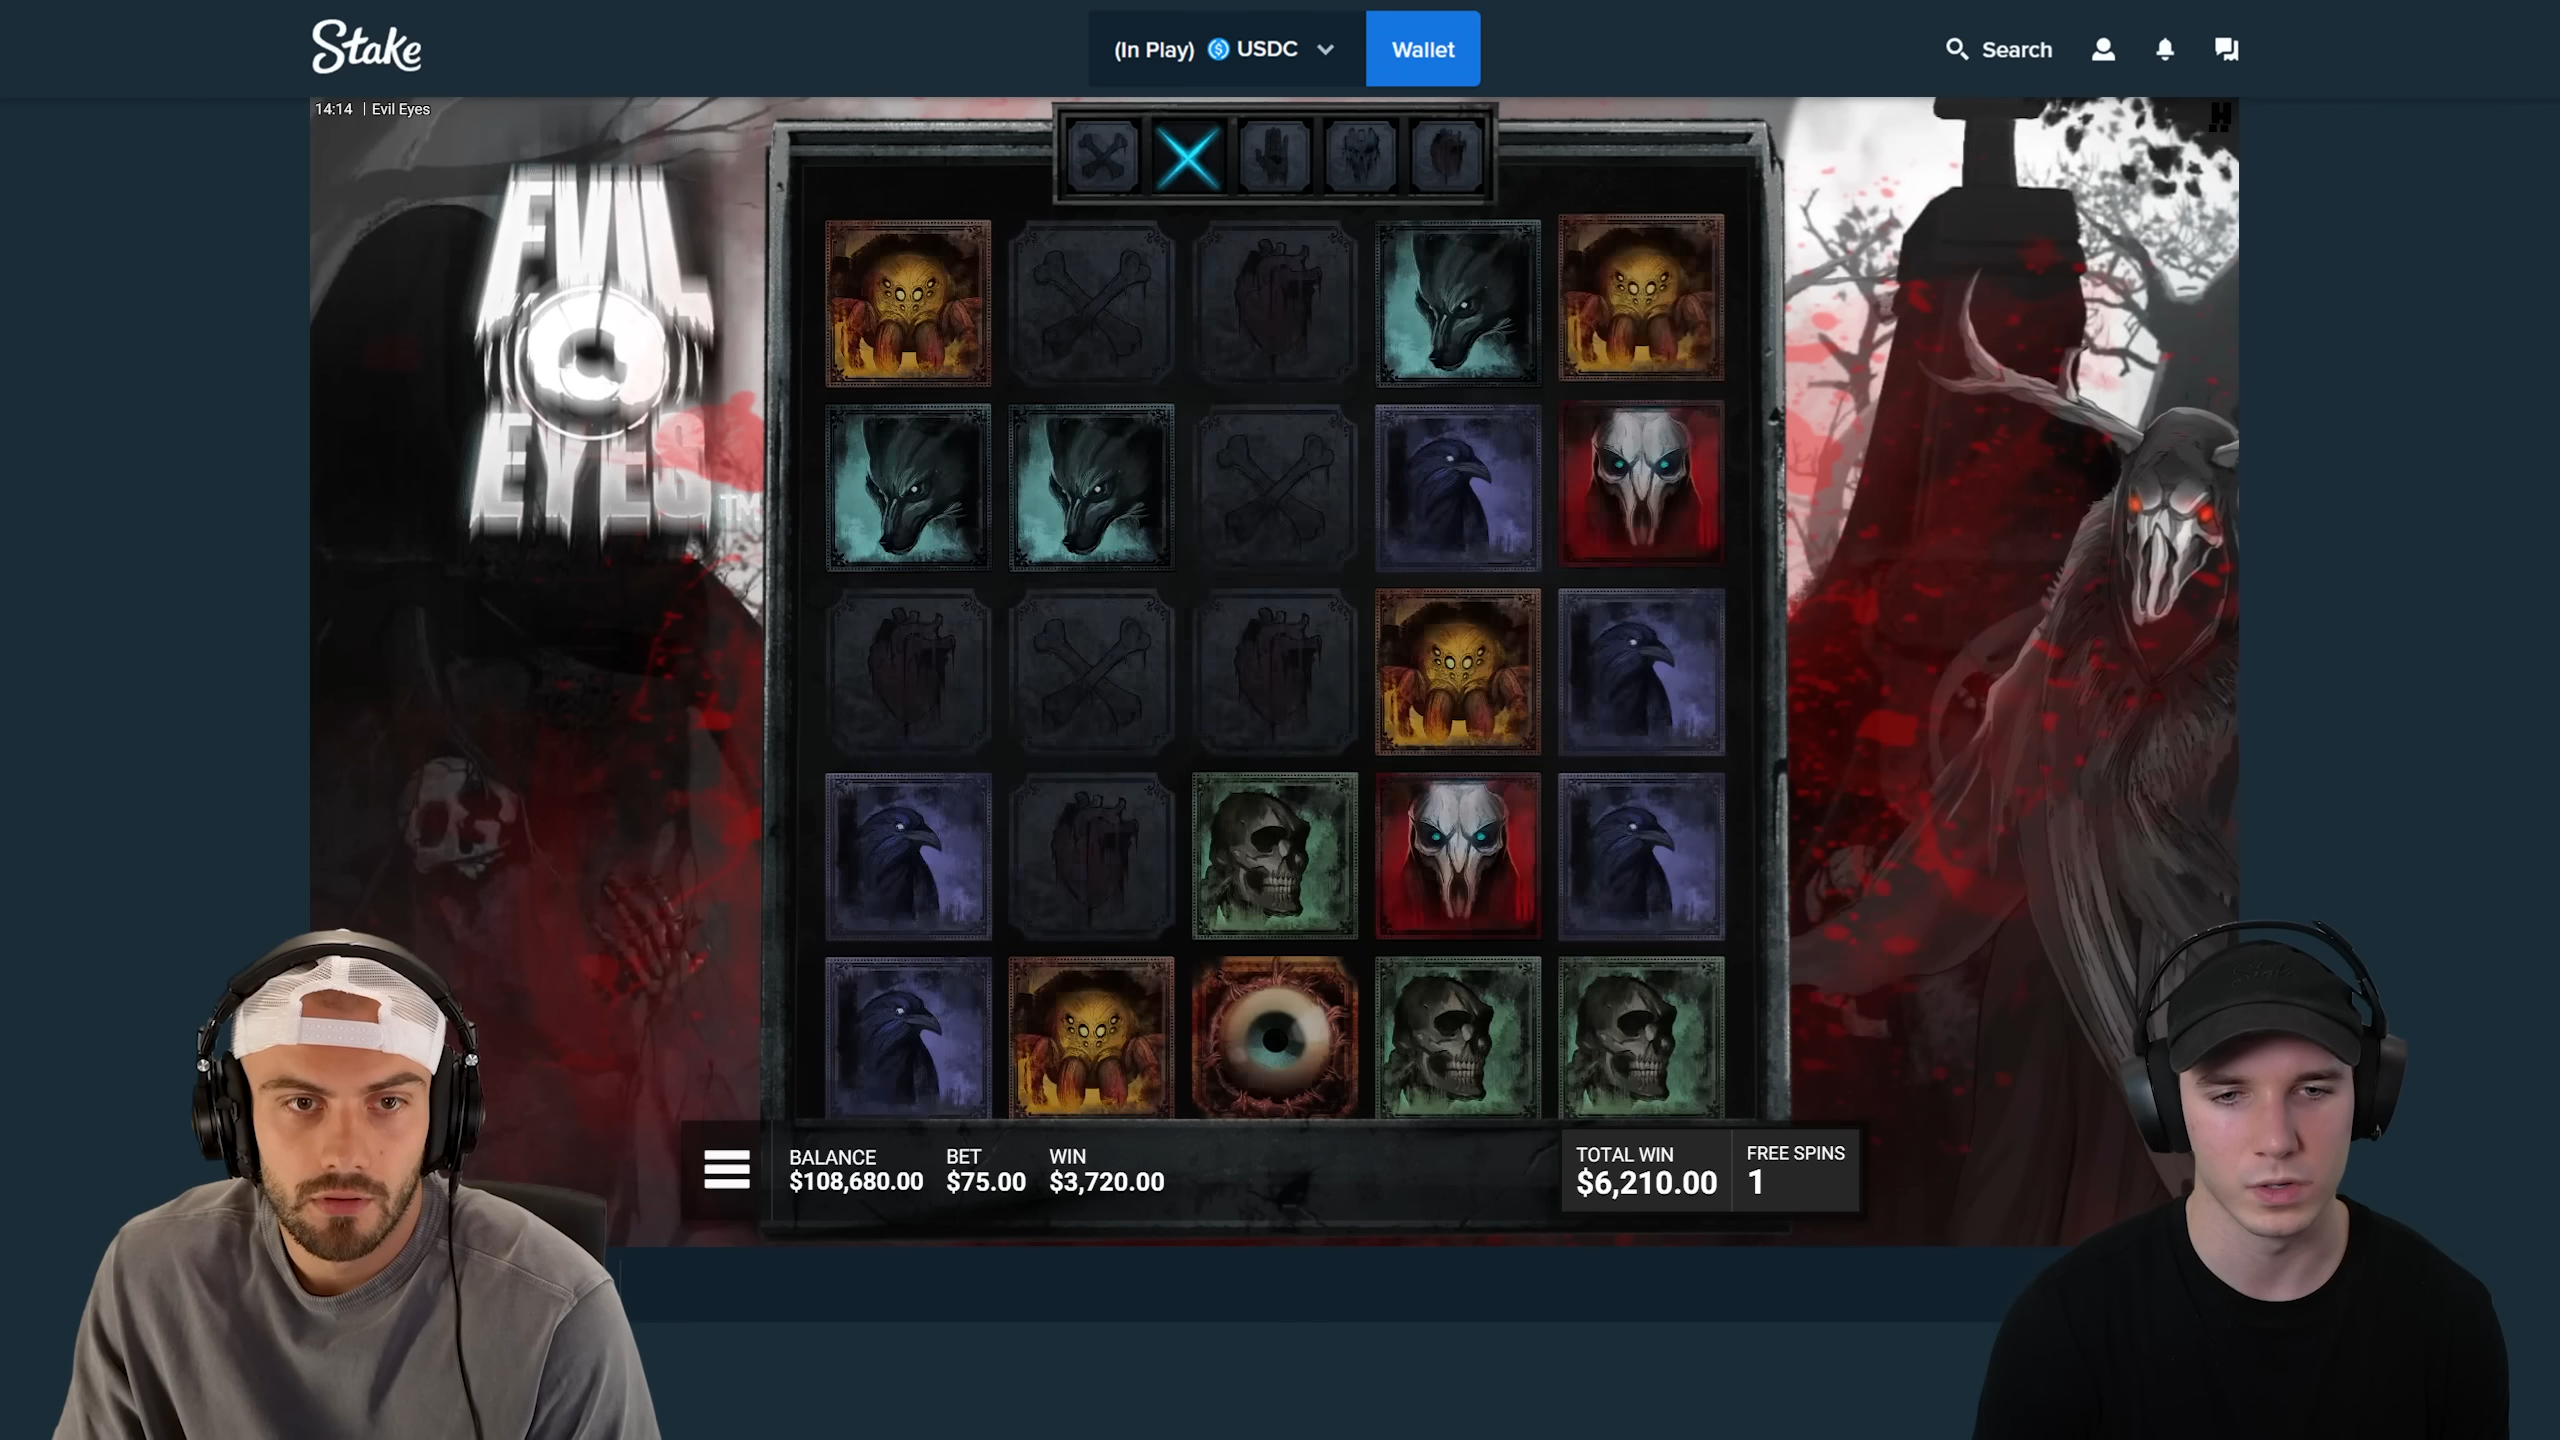 Stake
(In Play) USDC
Wallet
Search
14:14 | Evil Eyes
EVIL
EYES™
BALANCE
$108,680.00
BET
$75.00
WIN
$3,720.00
TOTAL WIN
$6,210.00
FREE SPINS
1